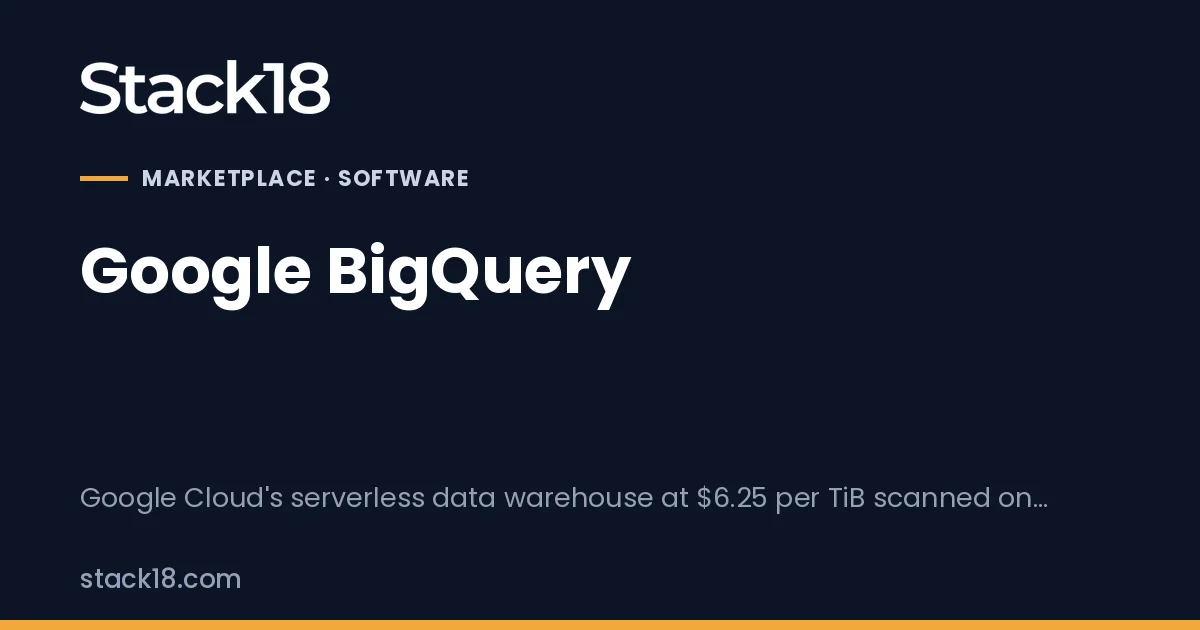 Stack18
MARKETPLACE · SOFTWARE
Google BigQuery
Google Cloud's serverless data warehouse at $6.25 per TiB scanned on...
stack18.com